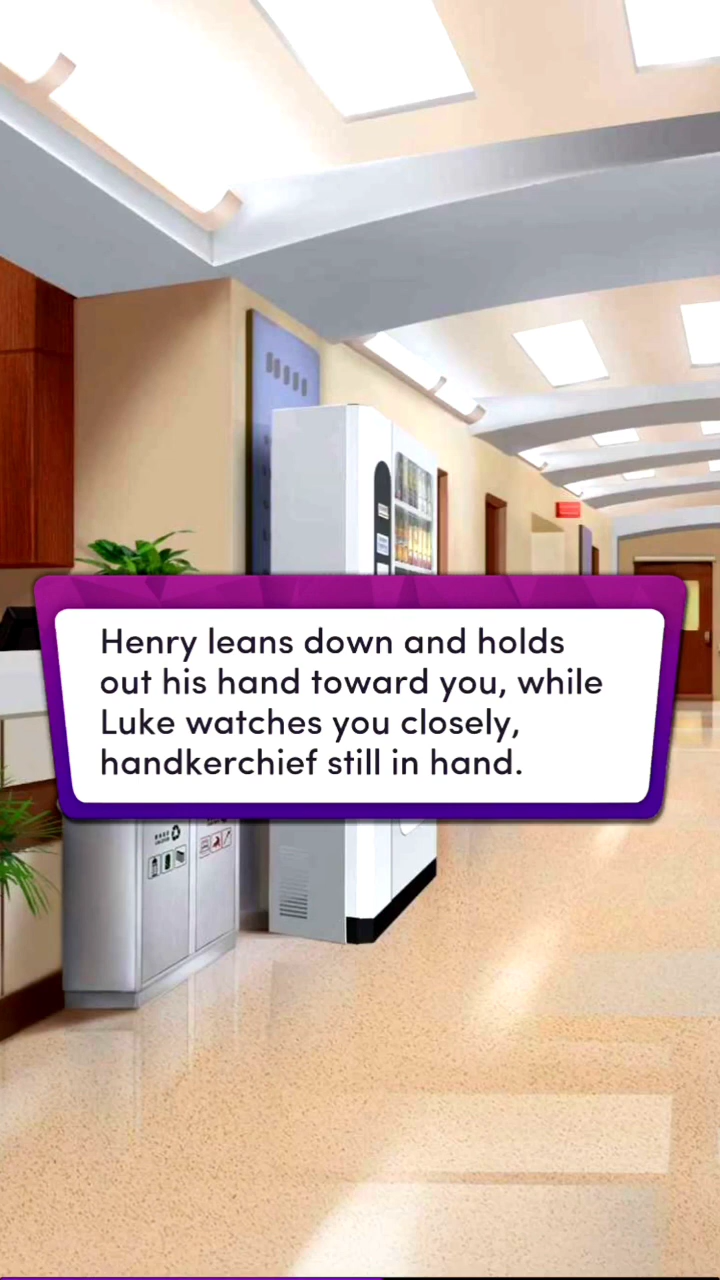 Henry leans down and holds
out his hand toward you, while
Luke watches you closely,
handkerchief still in hand.